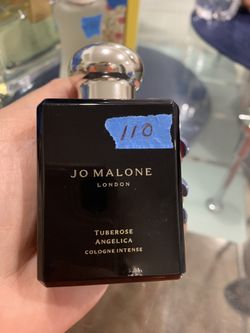 110
JO MALONE
LONDON
TUBEROSE
ANGELICA
COLOGNE INTENSE